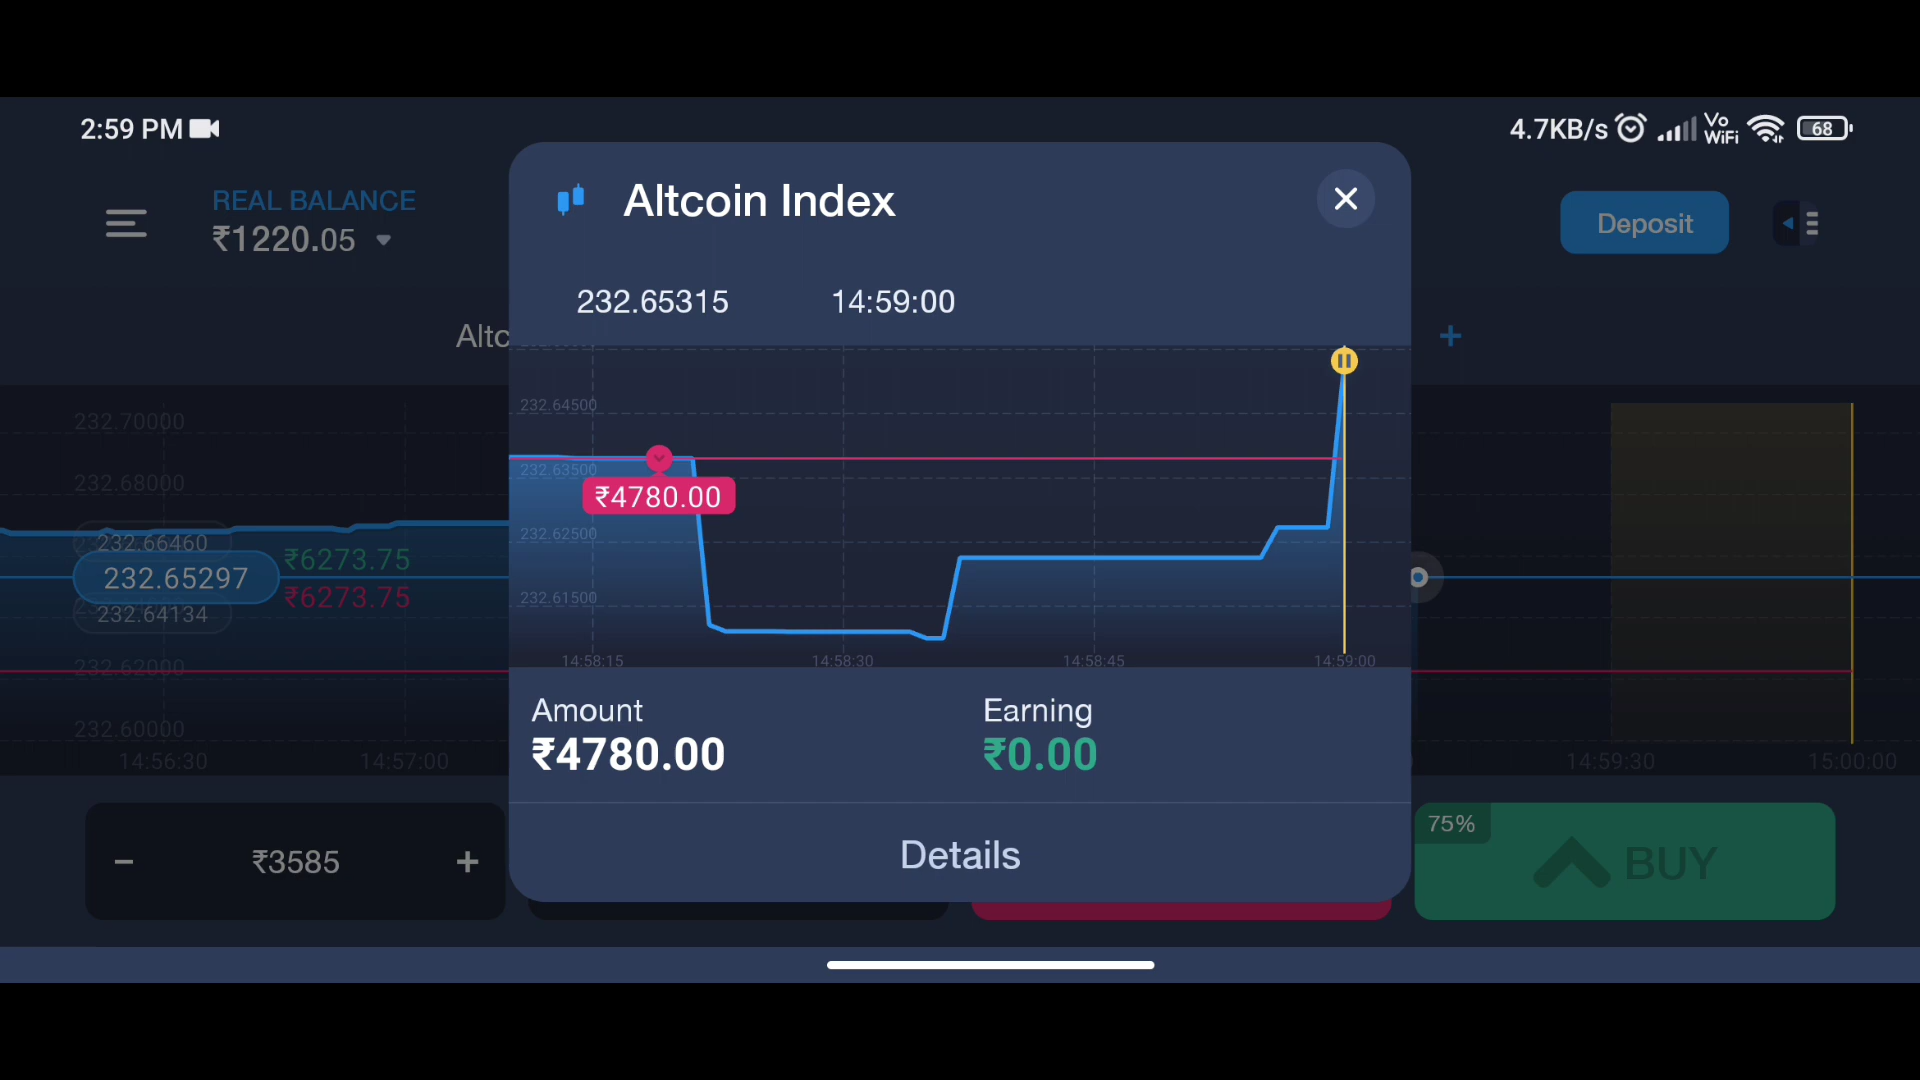 2:59 PM
4.7KB/s
Vo
WiFi
68
REAL BALANCE
₹1220.05
Altcoin Index
Deposit
232.65315
14:59:00
Altc
+
232.70000
232.68000
232.66460
232.65297
232.64134
₹6273.75
₹6273.75
232.62000
232.60000
14:56:30
14:57:00
232.64500
232.63500
₹4780.00
232.62500
232.61500
14:58:15
14:58:30
14:58:45
14:59:00
14:59:30
15:00:00
Amount
₹4780.00
Earning
₹0.00
− ₹3585 +
Details
75%
BUY